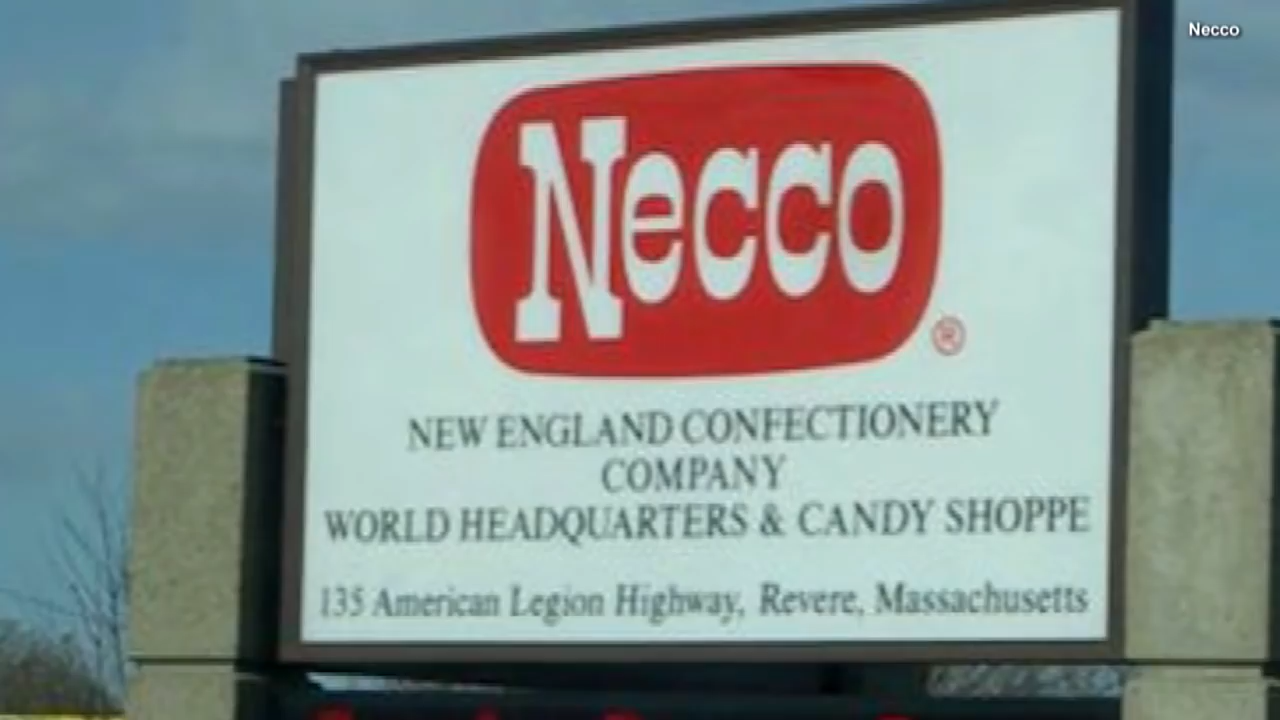 Necco
Necco
®
NEW ENGLAND CONFECTIONERY
COMPANY
WORLD HEADQUARTERS & CANDY SHOPPE
135 American Legion Highway, Revere, Massachusetts